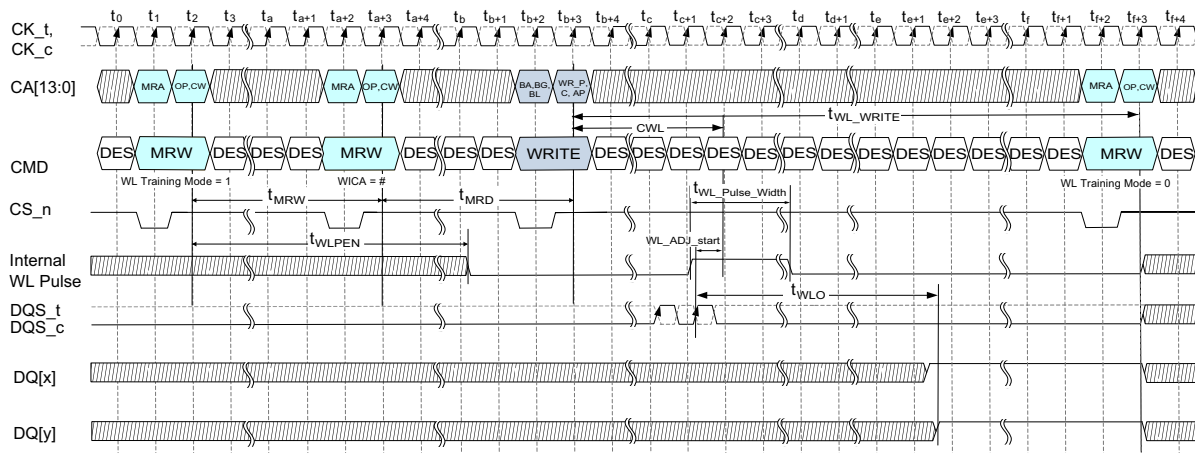 t0 t1 t2 t3 ta ta+1 ta+2 ta+3 ta+4 tb tb+1 tb+2 tb+3 tb+4 tc tc+1 tc+2 tc+3 td td+1 te te+1 te+2 te+3 tf tf+1 tf+2 tf+3 tf+4
CK_t,
CK_c
CA[13:0] MRA OP,CW MRA OP,CW BA,BG, BL WR_P, C, AP MRA OP,CW
tWL_WRITE
CWL
CMD DES MRW DES DES DES DES MRW DES DES DES DES WRITE DES DES DES DES DES DES DES DES DES DES DES DES DES MRW DES
WL Training Mode = 1 WICA = # WL Training Mode = 0
tMRW tMRD tWL_Pulse_Width
CS_n
tWLPEN WL_ADJ_start
Internal
WL Pulse
tWLO
DQS_t
DQS_c
DQ[x]
DQ[y]